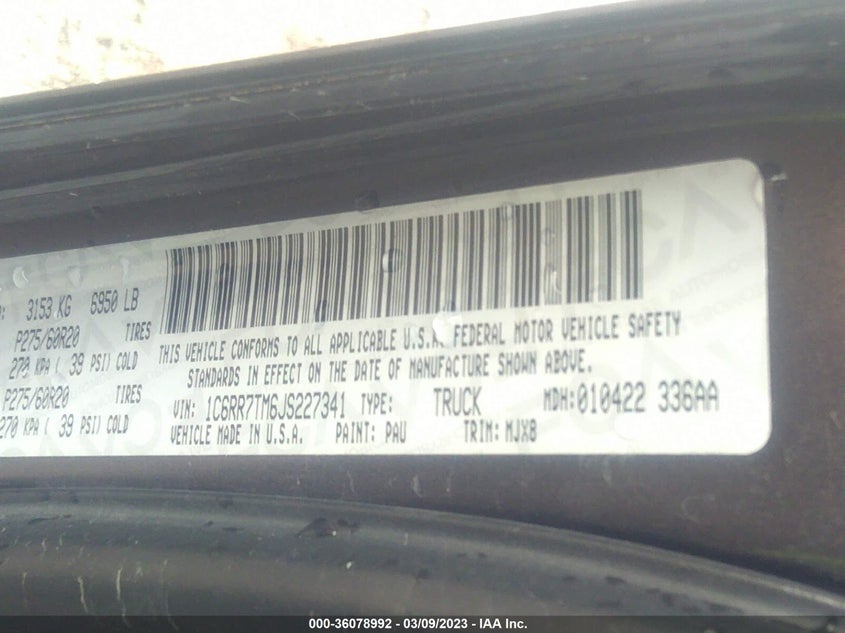 : 3153 KG 6950 LB
P275/60R20 TIRES
270 KPA ( 39 PSI) COLD
P275/60R20 TIRES
270 KPA ( 39 PSI) COLD
THIS VEHICLE CONFORMS TO ALL APPLICABLE U.S.A. FEDERAL MOTOR VEHICLE SAFETY
STANDARDS IN EFFECT ON THE DATE OF MANUFACTURE SHOWN ABOVE.
VIN: 1C6RR7TM6JS227341 TYPE: TRUCK MDH:010422 336AA
VEHICLE MADE IN U.S.A. PAINT: PAU TRIM: MJXB
000-36078992 - 03/09/2023 - IAA Inc.